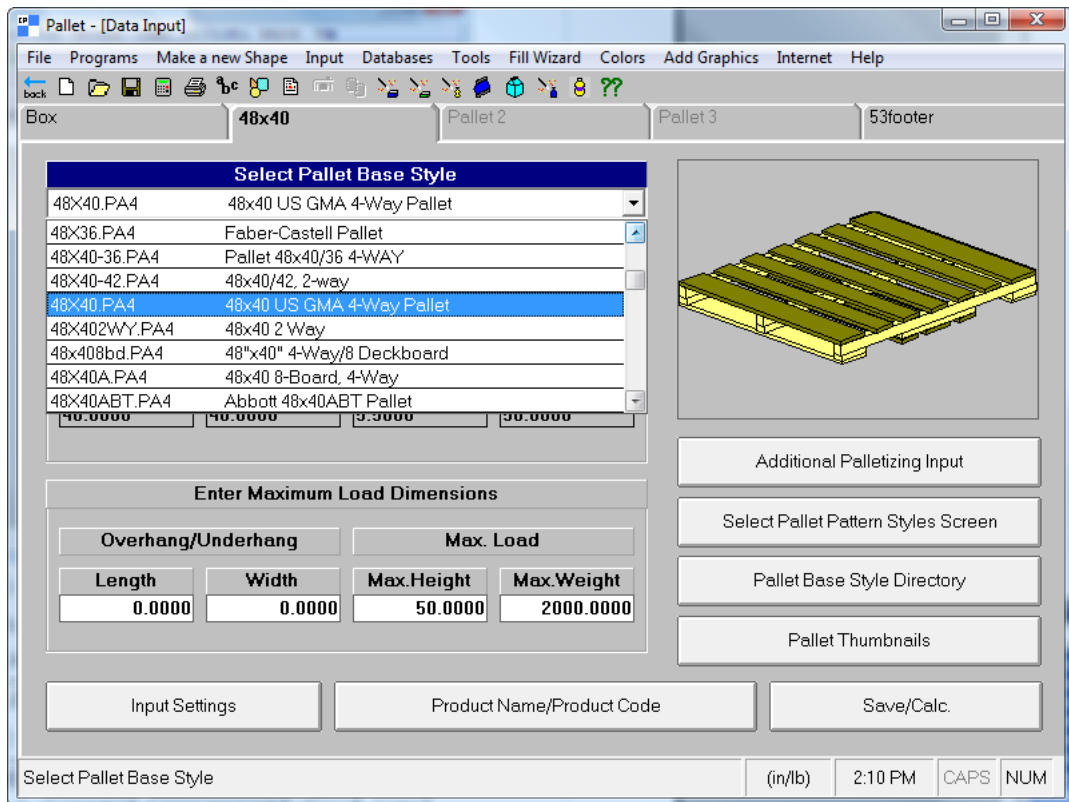 Pallet - [Data Input]
File Programs Make a new Shape Input Databases Tools Fill Wizard Colors Add Graphics Internet Help
back ??
Box 48x40 Pallet 2 Pallet 3 53footer
Select Pallet Base Style
48X40.PA4 48x40 US GMA 4-Way Pallet
48X36.PA4 Faber-Castell Pallet
48X40-36.PA4 Pallet 48x40/36 4-WAY
48X40-42.PA4 48x40/42, 2-way
48X40.PA4 48x40 US GMA 4-Way Pallet
48X402WY.PA4 48x40 2 Way
48x408bd.PA4 48"x40" 4-Way/8 Deckboard
48X40A.PA4 48x40 8-Board, 4-Way
48X40ABT.PA4 Abbott 48x40ABT Pallet
Additional Palletizing Input
Enter Maximum Load Dimensions
Select Pallet Pattern Styles Screen
Overhang/Underhang Max. Load
Length Width Max.Height Max.Weight
Pallet Base Style Directory
0.0000 0.0000 50.0000 2000.0000
Pallet Thumbnails
Input Settings Product Name/Product Code Save/Calc.
Select Pallet Base Style (in/lb) 2:10 PM CAPS NUM